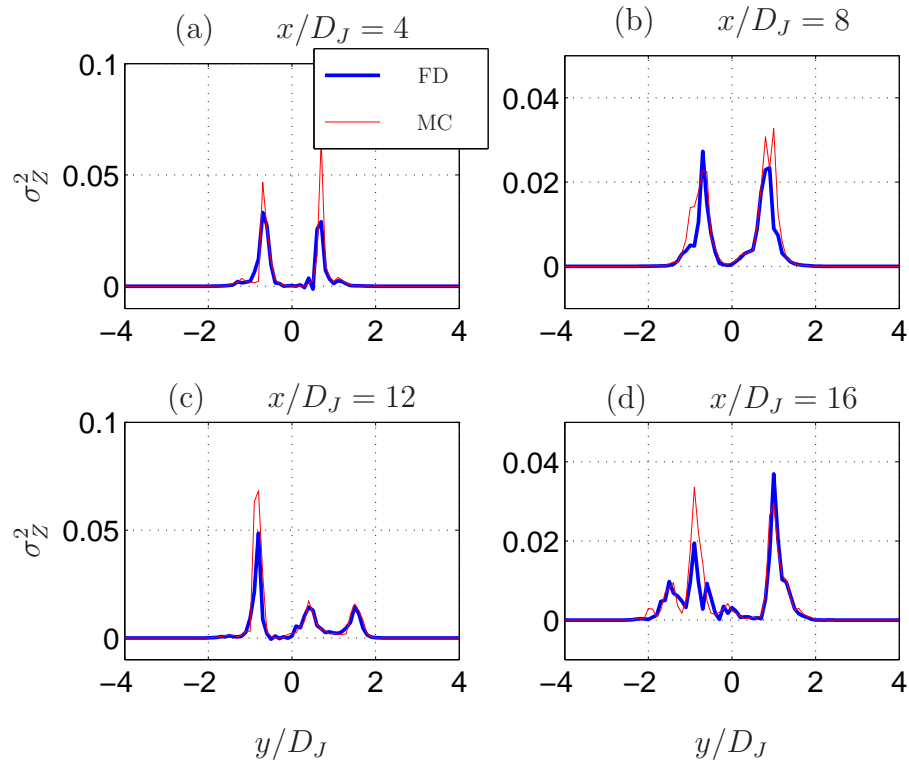 (a) x/D_J = 4
0.1
0.05
0
σ_Z^2
−4 −2 0 2 4
FD
MC
(b) x/D_J = 8
0.04
0.02
0
−4 −2 0 2 4
(c) x/D_J = 12
0.1
0.05
0
σ_Z^2
−4 −2 0 2 4
y/D_J
(d) x/D_J = 16
0.04
0.02
0
−4 −2 0 2 4
y/D_J